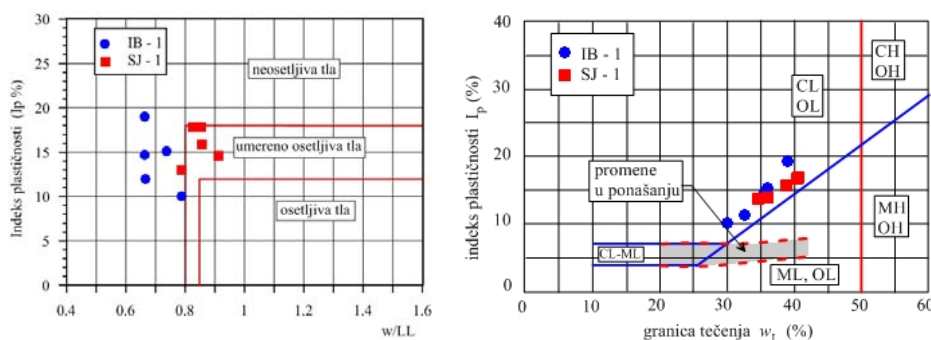 30
25
20
15
10
5
0
Indeks plastičnosti (Ip %)
IB - 1
SJ - 1
neosetljiva tla
umereno osetljiva tla
osetljiva tla
0.4
0.6
0.8
1
1.2
1.4
1.6
w/LL
40
30
20
10
0
indeks plastičnosti I_p (%)
IB - 1
SJ - 1
CH
OH
CL
OL
promene
u ponašanju
MH
OH
CL-ML
ML, OL
0
10
20
30
40
50
60
granica tečenja w_L (%)